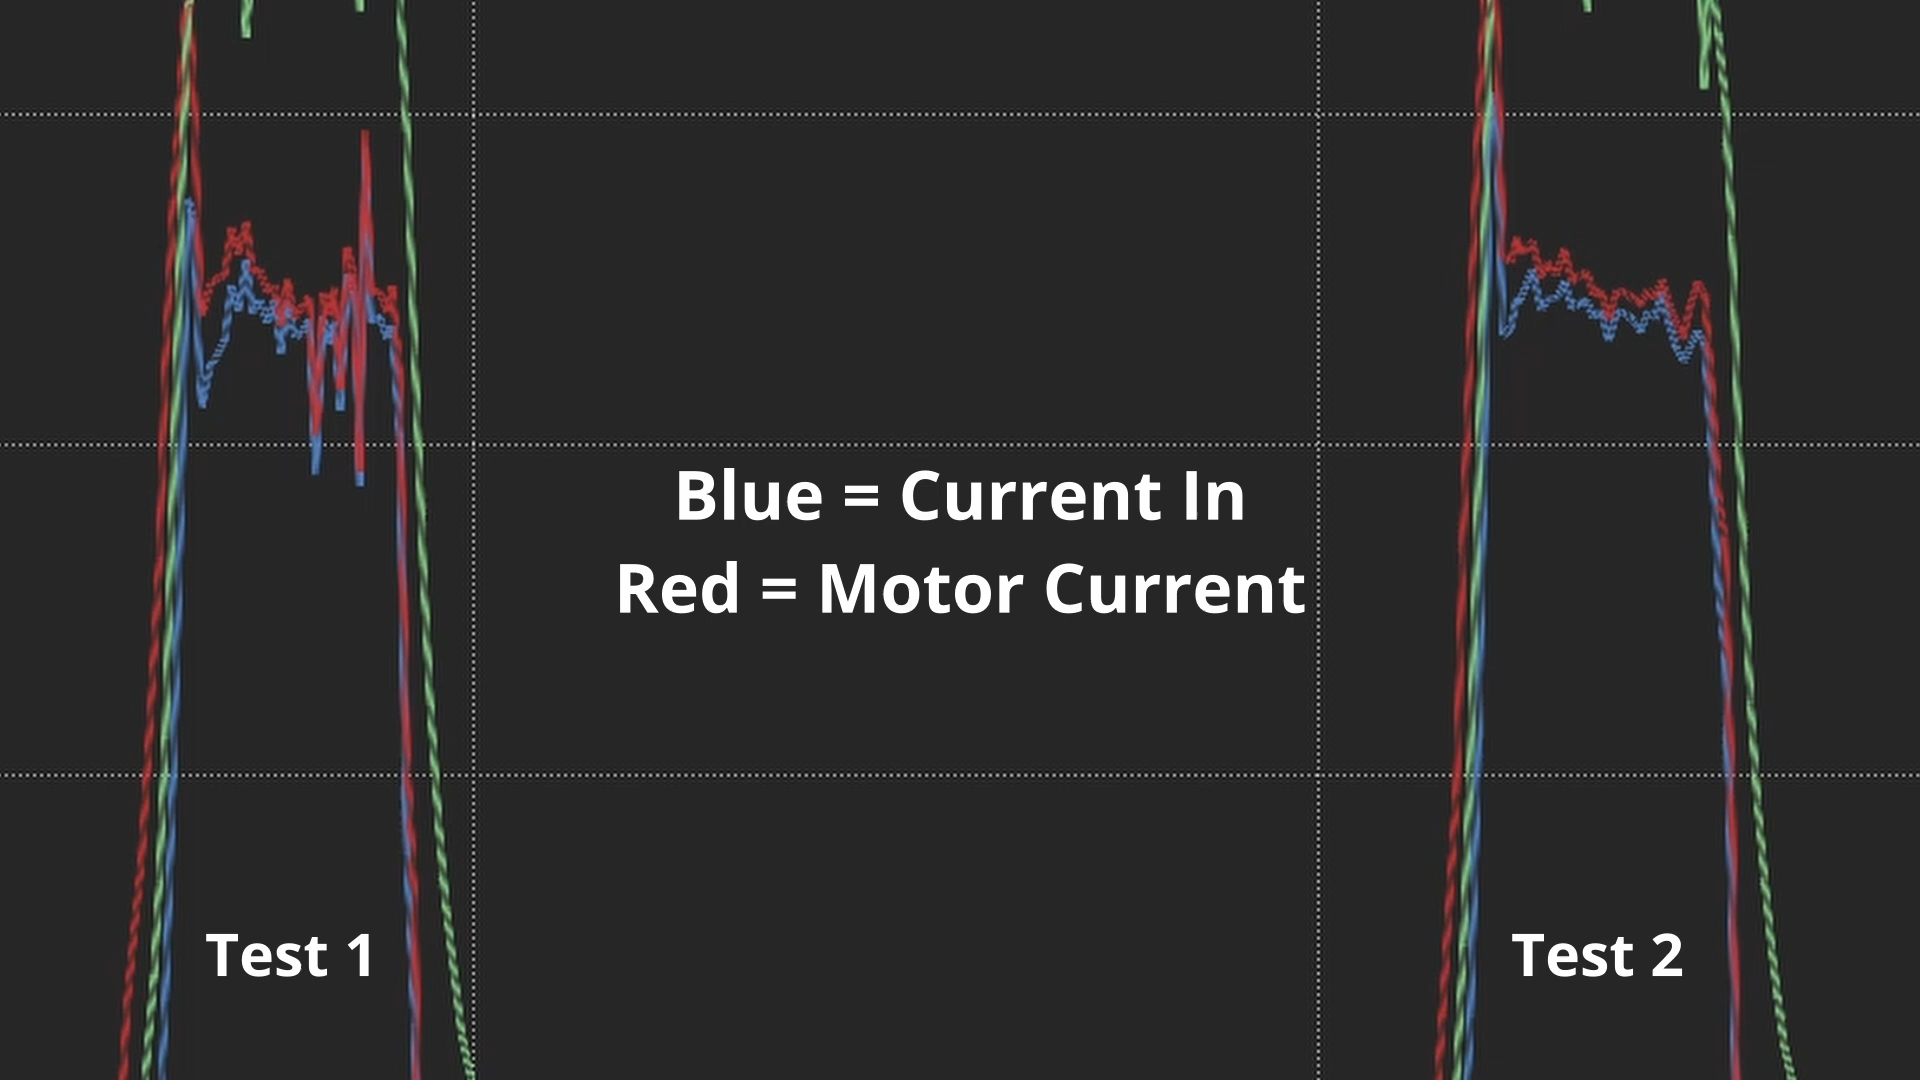 Blue = Current In
Red = Motor Current
Test 1
Test 2